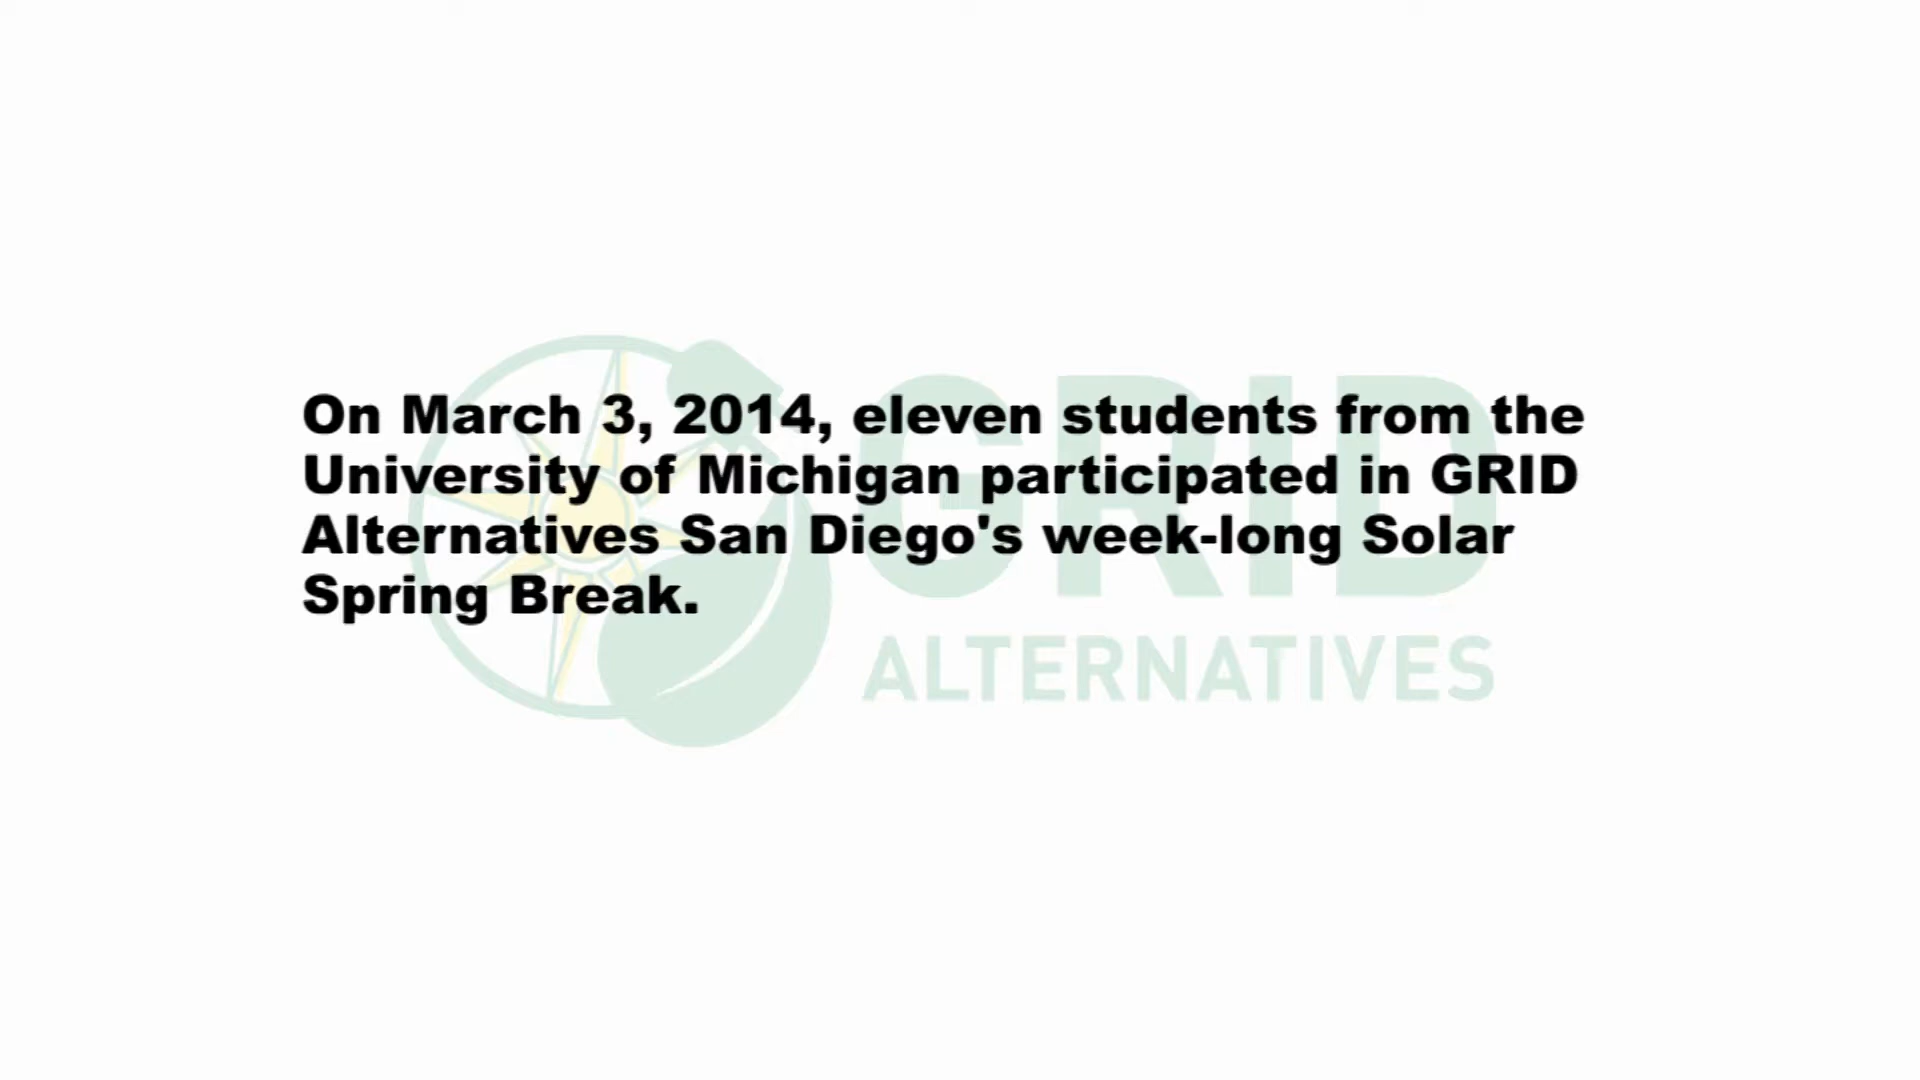 On March 3, 2014, eleven students from the
University of Michigan participated in GRID
Alternatives San Diego's week-long Solar
Spring Break.
GRID
ALTERNATIVES